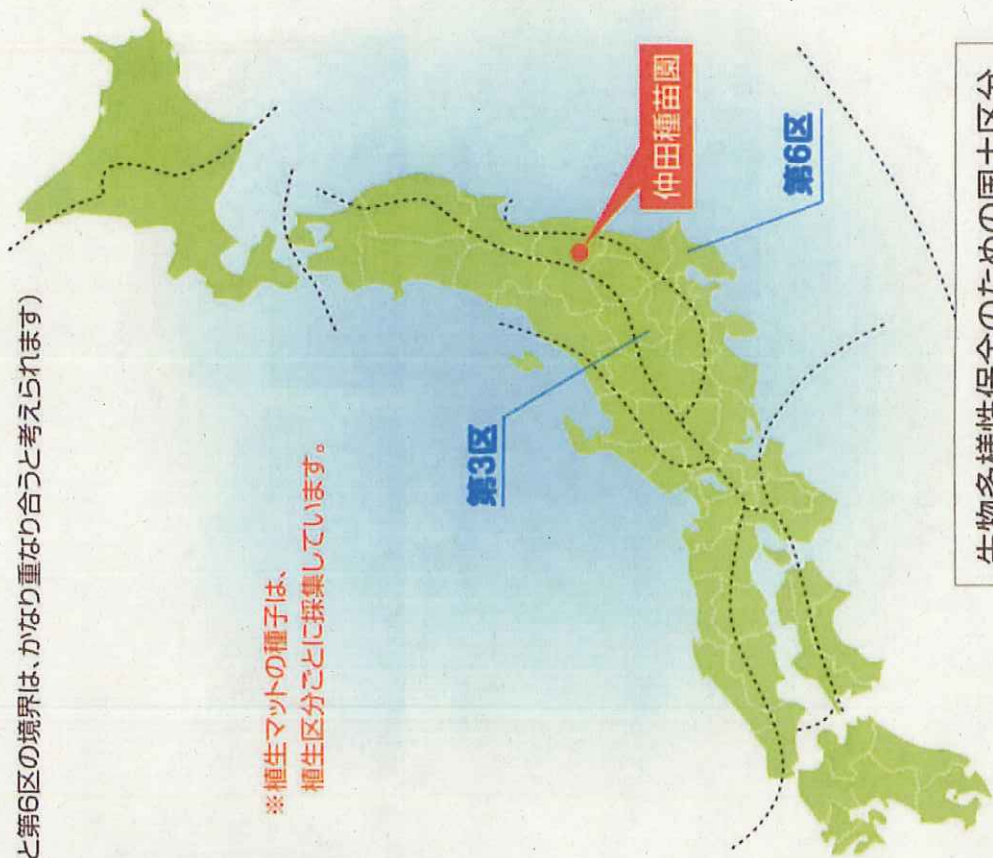 と第6区の境界は、かなり重なり合うと考えられます)
※植生マットの種子は、
植生区分ごとに採集しています。
第3区
仲田種苗園
第6区
生物多様性保全のための国土区分